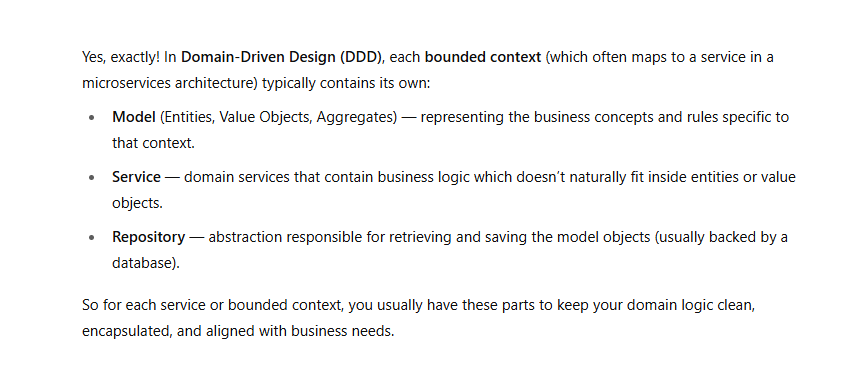 Yes, exactly! In Domain-Driven Design (DDD), each bounded context (which often maps to a service in a
microservices architecture) typically contains its own:
• Model (Entities, Value Objects, Aggregates) — representing the business concepts and rules specific to
that context.
• Service — domain services that contain business logic which doesn't naturally fit inside entities or value
objects.
• Repository — abstraction responsible for retrieving and saving the model objects (usually backed by a
database).
So for each service or bounded context, you usually have these parts to keep your domain logic clean,
encapsulated, and aligned with business needs.